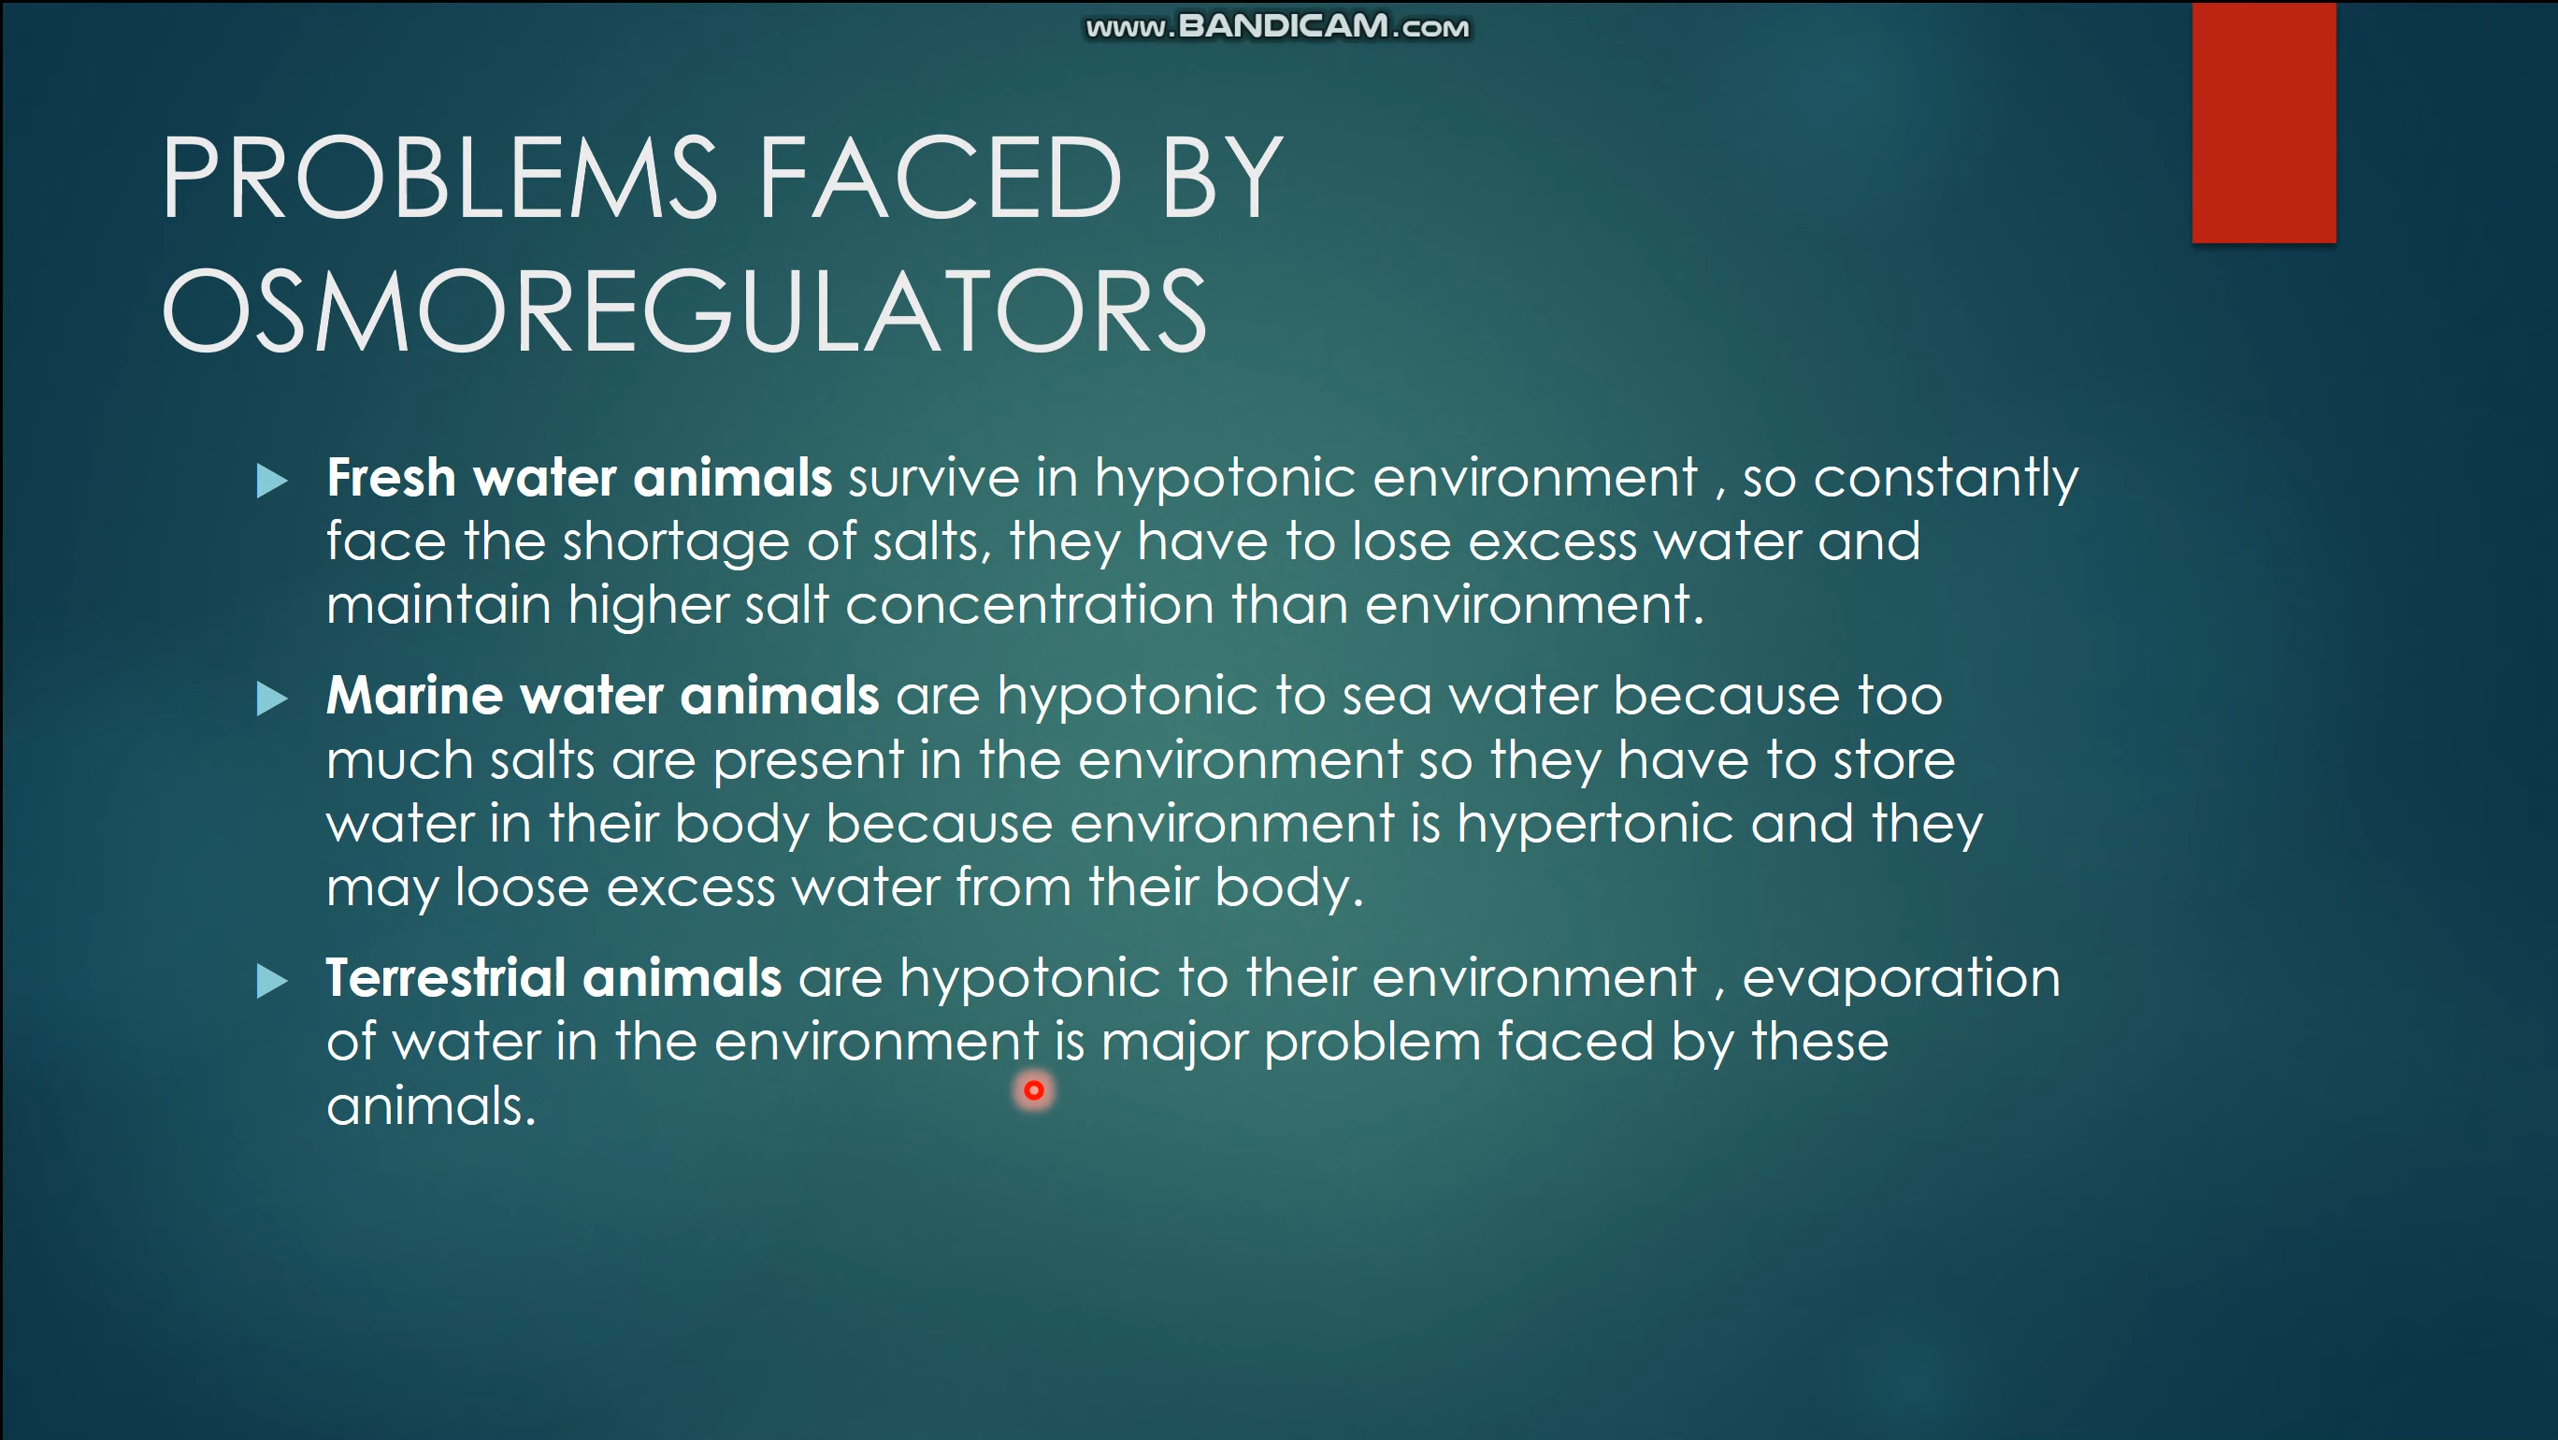 www.BANDICAM.com
PROBLEMS FACED BY
OSMOREGULATORS
Fresh water animals survive in hypotonic environment , so constantly
face the shortage of salts, they have to lose excess water and
maintain higher salt concentration than environment.
Marine water animals are hypotonic to sea water because too
much salts are present in the environment so they have to store
water in their body because environment is hypertonic and they
may loose excess water from their body.
Terrestrial animals are hypotonic to their environment , evaporation
of water in the environment is major problem faced by these
animals.